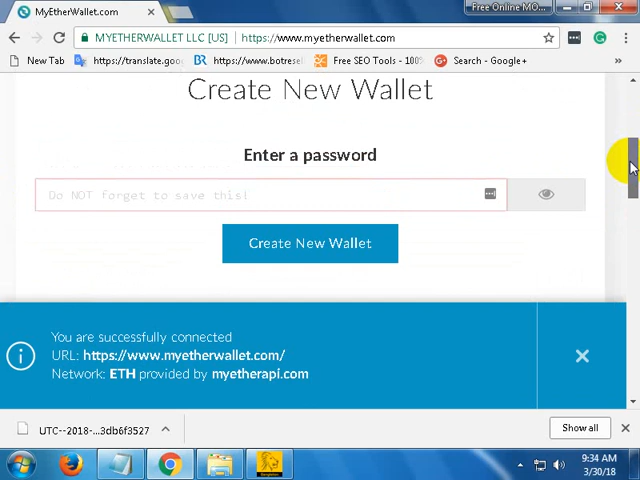 MyEtherWallet.com
Free Online MO...
MYETHERWALLET LLC [US]
https://www.myetherwallet.com
New Tab
https://translate.goo
https://www.botrese
Free SEO Tools - 100
Search - Google+
Create New Wallet
Enter a password
Do NOT forget to save this!
Create New Wallet
You are successfully connected
URL: https://www.myetherwallet.com/
Network: ETH provided by myetherapi.com
UTC--2018-...3db6f3527
Show all
9:34 AM
3/30/18